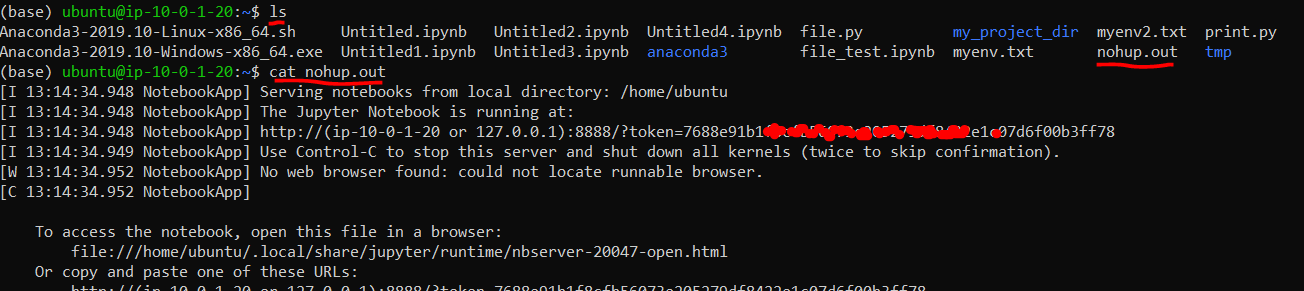 (base) ubuntu@ip-10-0-1-20:~$ ls
Anaconda3-2019.10-Linux-x86_64.sh Untitled.ipynb Untitled2.ipynb Untitled4.ipynb file.py my_project_dir myenv2.txt print.py
Anaconda3-2019.10-Windows-x86_64.exe Untitled1.ipynb Untitled3.ipynb anaconda3 file_test.ipynb myenv.txt nohup.out tmp
(base) ubuntu@ip-10-0-1-20:~$ cat nohup.out
[I 13:14:34.948 NotebookApp] Serving notebooks from local directory: /home/ubuntu
[I 13:14:34.948 NotebookApp] The Jupyter Notebook is running at:
[I 13:14:34.948 NotebookApp] http://(ip-10-0-1-20 or 127.0.0.1):8888/?token=
[I 13:14:34.949 NotebookApp] Use Control-C to stop this server and shut down all kernels (twice to skip confirmation).
[W 13:14:34.952 NotebookApp] No web browser found: could not locate runnable browser.
[C 13:14:34.952 NotebookApp]
To access the notebook, open this file in a browser:
file:///home/ubuntu/.local/share/jupyter/runtime/nbserver-20047-open.html
Or copy and paste one of these URLs: